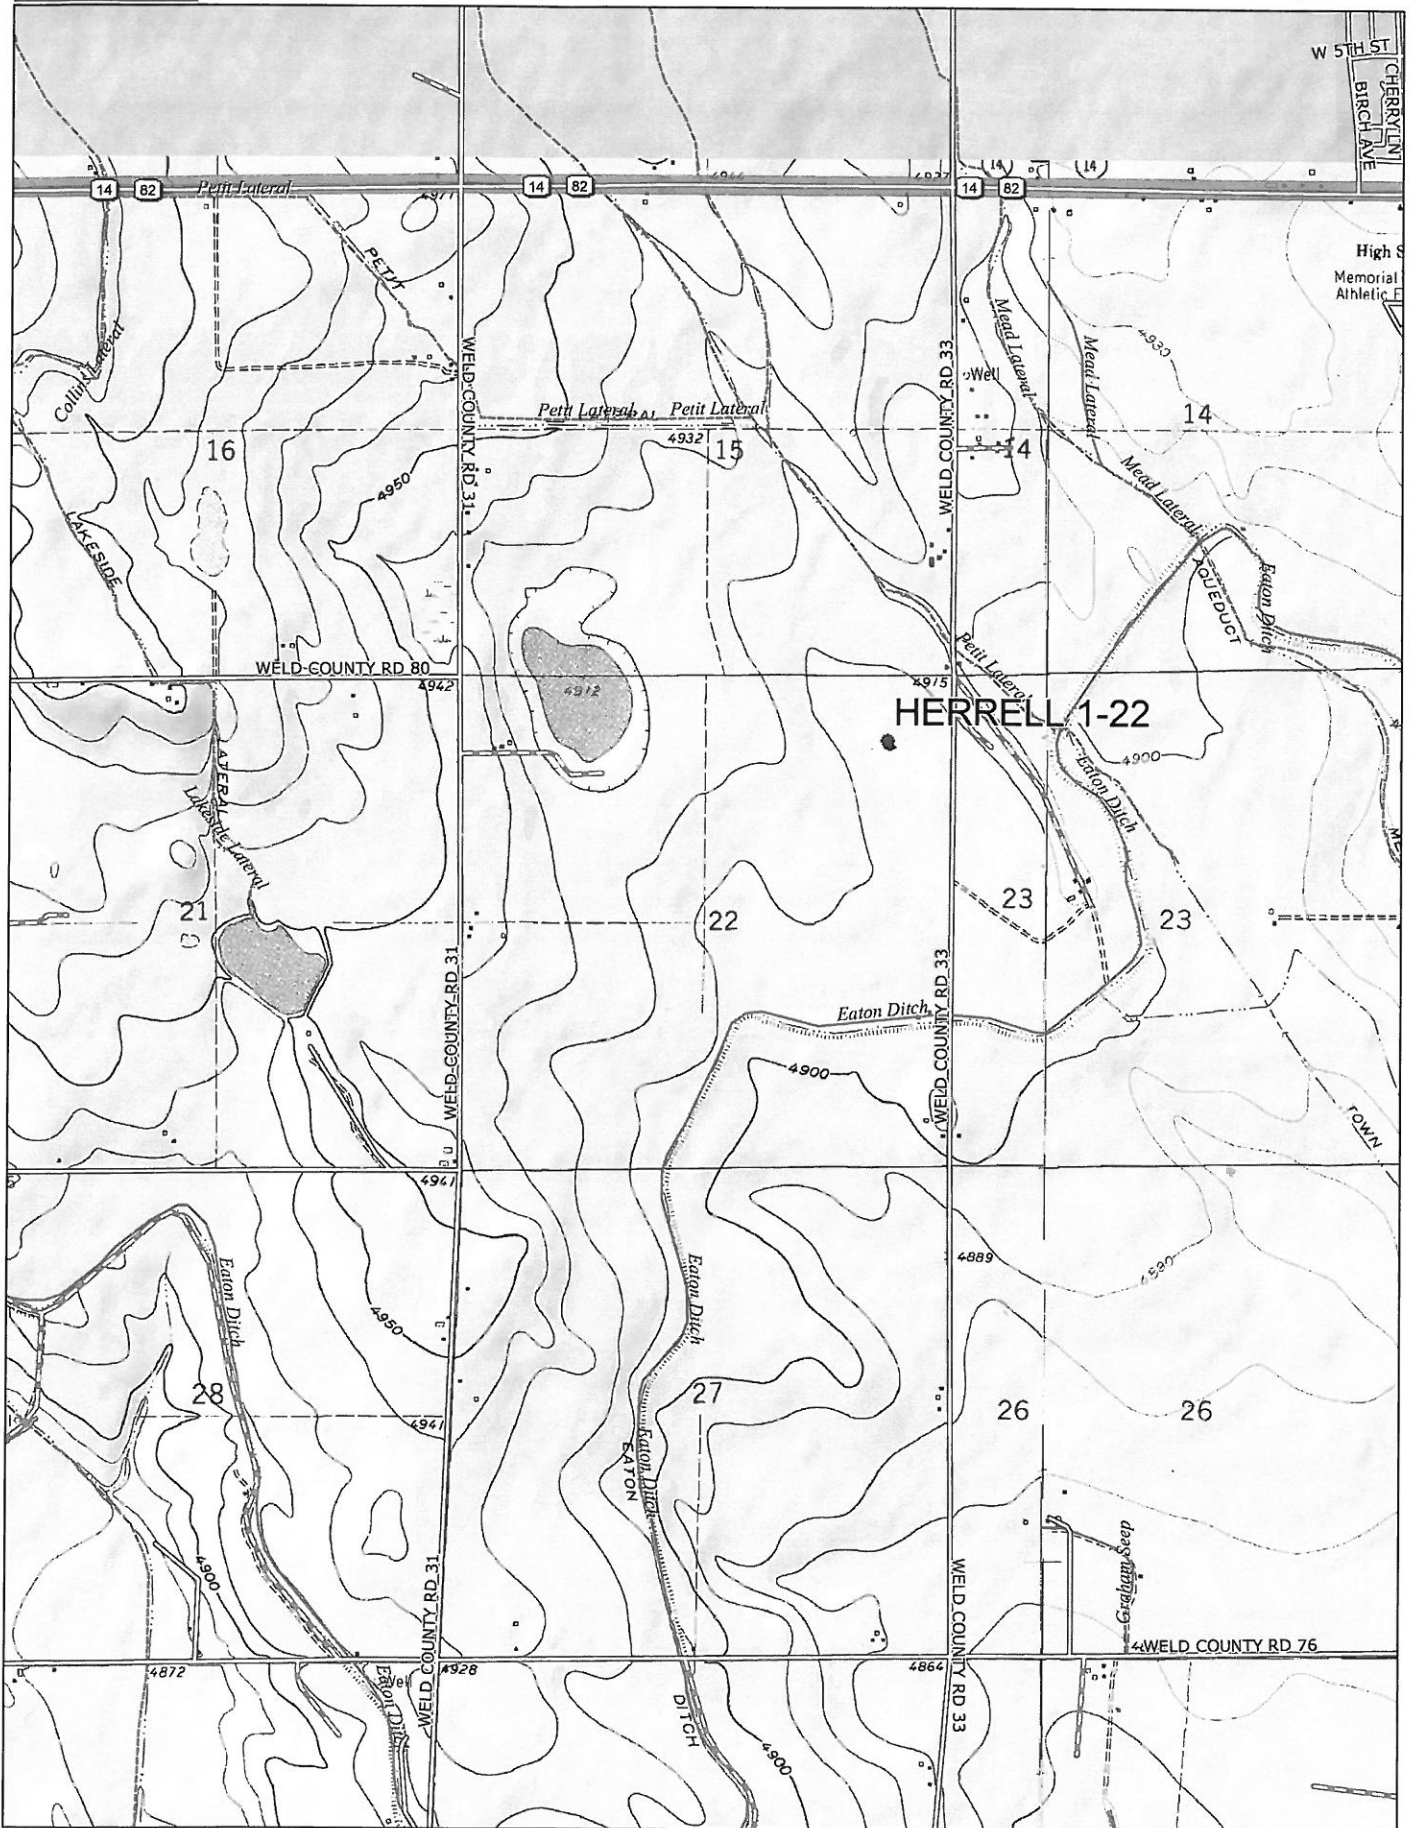 W 5TH ST
CHERRY LN
BIRCH AVE
14 82
Petit Lateral
14 82
4944
4937
14 82
14
14
4971
PETIT
High S
Memorial
Athletic F
Collins Lateral
WELD COUNTY RD 31
WELD COUNTY RD 33
Mead Lateral
Mead Lateral
4930
Well
Petit Lateral
Petit Lateral
4932
14
16
15
14
4950
Mead Lateral
LAKESIDE
AQUEDUCT
Eaton Ditch
Petit Lateral
WELD COUNTY RD 80
4942
4912
4915
HERRELL 1-22
4900
LATERAL
Lakeside Lateral
Eaton Ditch
21
22
23
23
WELD COUNTY RD 31
WELD COUNTY RD 33
Eaton Ditch
4900
TOWN
4941
Eaton Ditch
Eaton Ditch
4889
4890
4950
28
27
26
26
4941
EATON
Eaton Ditch
4900
WELD COUNTY RD 31
WELD COUNTY RD 33
Graham Seep
WELD COUNTY RD 76
4872
Well
4928
4864
Eaton Ditch
DITCH
4900